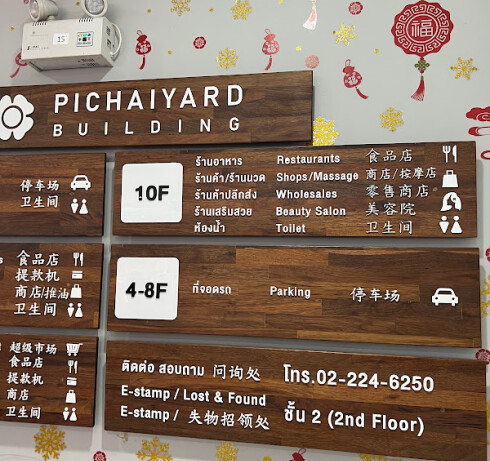 PICHAIYARD
BUILDING
停车场
卫生间
食品店
提款机
商店/推油
卫生间
超级市场
食品店
提款机
商店
卫生间
10F
ร้านอาหาร Restaurants 食品店
ร้านค้า/ร้านนวด Shops/Massage 商店/按摩店
ร้านค้าปลีกส่ง Wholesales 零售商店
ร้านเสริมสวย Beauty Salon 美容院
ห้องน้ำ Toilet 卫生间
4-8F
ที่จอดรถ Parking 停车场
ติดต่อ สอบถาม 问询处 โทร.02-224-6250
E-stamp / Lost & Found
E-stamp / 失物招领处 ชั้น 2 (2nd Floor)
福